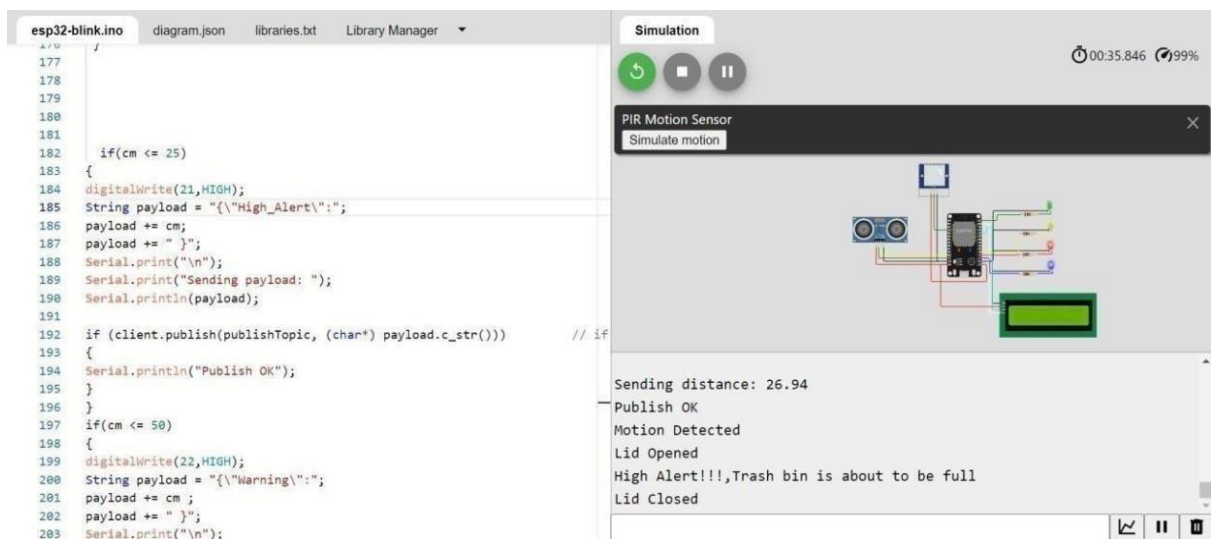 esp32-blink.ino diagram.json libraries.txt Library Manager
176 }
177
178
179
180
181
182 if(cm <= 25)
183 {
184 digitalWrite(21,HIGH);
185 String payload = "{\"High_Alert\":";
186 payload += cm;
187 payload += " }";
188 Serial.print("\n");
189 Serial.print("Sending payload: ");
190 Serial.println(payload);
191
192 if (client.publish(publishTopic, (char*) payload.c_str())) // if
193 {
194 Serial.println("Publish OK");
195 }
196 }
197 if(cm <= 50)
198 {
199 digitalWrite(22,HIGH);
200 String payload = "{\"Warning\":";
201 payload += cm ;
202 payload += " }";
203 Serial.print("\n");
Simulation
00:35.846 99%
PIR Motion Sensor
Simulate motion
Sending distance: 26.94
Publish OK
Motion Detected
Lid Opened
High Alert!!!,Trash bin is about to be full
Lid Closed